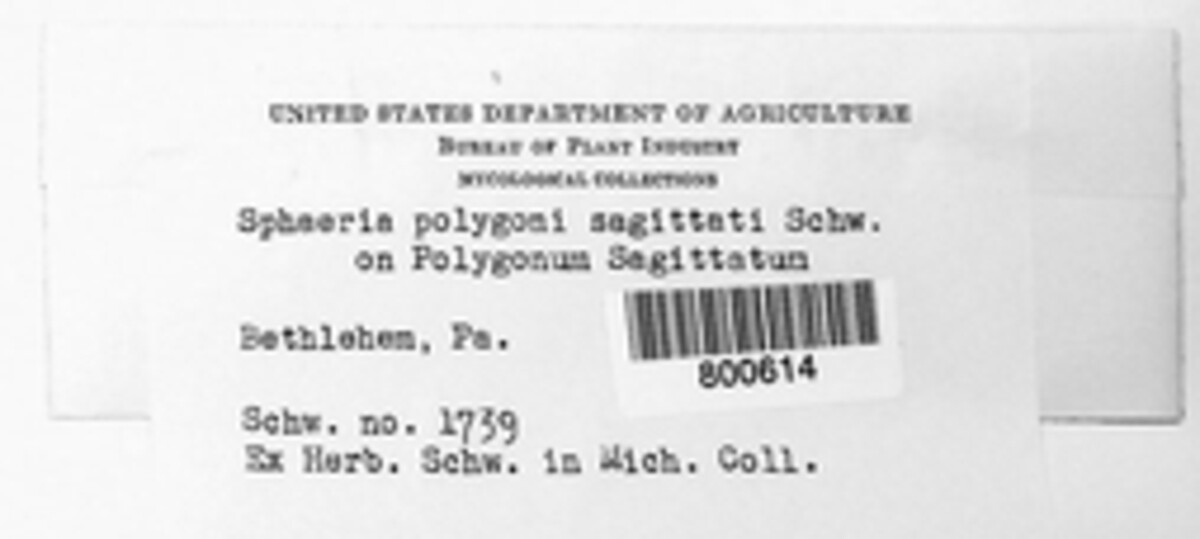 UNITED STATES DEPARTMENT OF AGRICULTURE
BUREAU OF PLANT INDUSTRY
MYCOLOGICAL COLLECTIONS
Sphaeria polygoni sagittati Schw.
on Polygonum Sagittatum
Bethlehem, Pa.
800614
Schw. no. 1739
Ex Herb. Schw. in Mich. Coll.